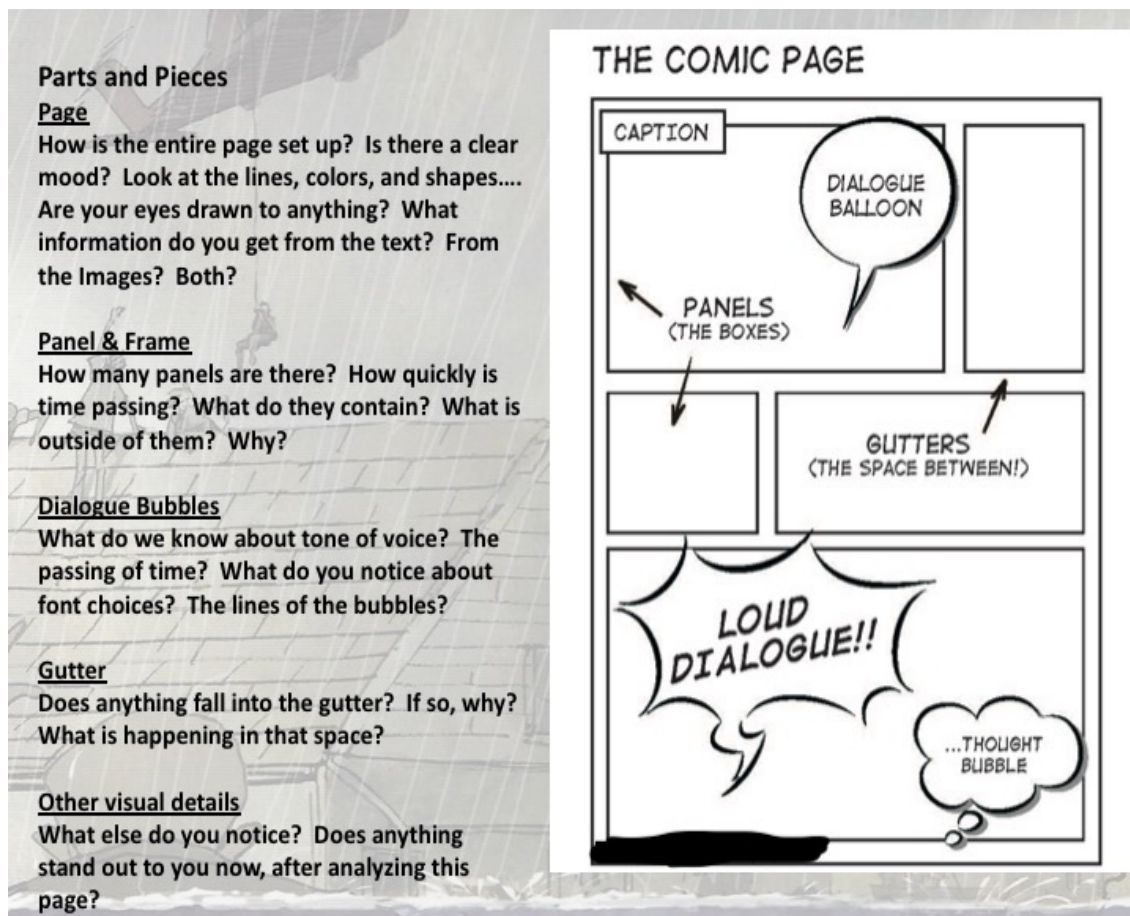 Parts and Pieces
Page
How is the entire page set up? Is there a clear
mood? Look at the lines, colors, and shapes....
Are your eyes drawn to anything? What
information do you get from the text? From
the Images? Both?
Panel & Frame
How many panels are there? How quickly is
time passing? What do they contain? What is
outside of them? Why?
Dialogue Bubbles
What do we know about tone of voice? The
passing of time? What do you notice about
font choices? The lines of the bubbles?
Gutter
Does anything fall into the gutter? If so, why?
What is happening in that space?
Other visual details
What else do you notice? Does anything
stand out to you now, after analyzing this
page?
THE COMIC PAGE
CAPTION
DIALOGUE
BALLOON
PANELS
(THE BOXES)
GUTTERS
(THE SPACE BETWEEN!)
LOUD
DIALOGUE!!
...THOUGHT
BUBBLE